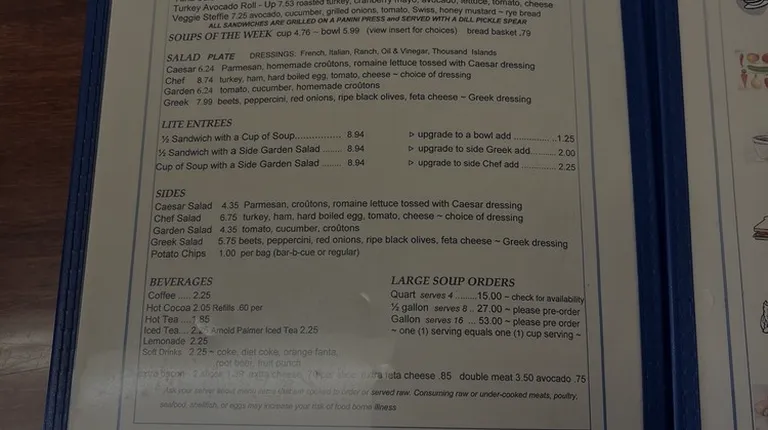 Turkey Avocado Roll - Up 7.53 roasted turkey, cranberry mayo, avocado, lettuce, tomato, cheese
Veggie Steffie 7.25 avocado, cucumber, grilled onions, tomato, Swiss, honey mustard ~ rye bread
ALL SANDWICHES ARE GRILLED ON A PANINI PRESS and SERVED WITH A DILL PICKLE SPEAR
SOUPS OF THE WEEK cup 4.76 ~ bowl 5.99 (view insert for choices) bread basket .79
SALAD PLATE DRESSINGS: French, Italian, Ranch, Oil & Vinegar, Thousand Islands
Caesar 6.24 Parmesan, homemade croûtons, romaine lettuce tossed with Caesar dressing
Chef 8.74 turkey, ham, hard boiled egg, tomato, cheese ~ choice of dressing
Garden 6.24 tomato, cucumber, homemade croûtons
Greek 7.99 beets, peppercini, red onions, ripe black olives, feta cheese ~ Greek dressing
LITE ENTREES
½ Sandwich with a Cup of Soup................ 8.94 ▷ upgrade to a bowl add ................1.25
½ Sandwich with a Side Garden Salad ........ 8.94 ▷ upgrade to side Greek add.......... 2.00
Cup of Soup with a Side Garden Salad ........ 8.94 ▷ upgrade to side Chef add ............. 2.25
SIDES
Caesar Salad 4.35 Parmesan, croûtons, romaine lettuce tossed with Caesar dressing
Chef Salad 6.75 turkey, ham, hard boiled egg, tomato, cheese ~ choice of dressing
Garden Salad 4.35 tomato, cucumber, croûtons
Greek Salad 5.75 beets, peppercini, red onions, ripe black olives, feta cheese ~ Greek dressing
Potato Chips 1.00 per bag (bar-b-cue or regular)
BEVERAGES
Coffee .... 2.25
Hot Cocoa 2.05 Refills .60 per
Hot Tea .... 1.85
Iced Tea.... Arnold Palmer Iced Tea 2.25
Lemonade 2.25
Soft Drinks 2.25 ~ coke, diet coke, orange fanta,
root beer, fruit punch
LARGE SOUP ORDERS
Quart serves 4 .........15.00 ~ check for availability
½ gallon serves 8 .. 27.00 ~ please pre-order
Gallon serves 16 ... 53.00 ~ please pre order
~ one (1) serving equals one (1) cup serving ~
extra cheese feta cheese .85 double meat 3.50 avocado .75
Ask your server about menu items that are cooked to order or served raw. Consuming raw or under-cooked meats, poultry,
seafood, shellfish, or eggs may increase your risk of food borne illness